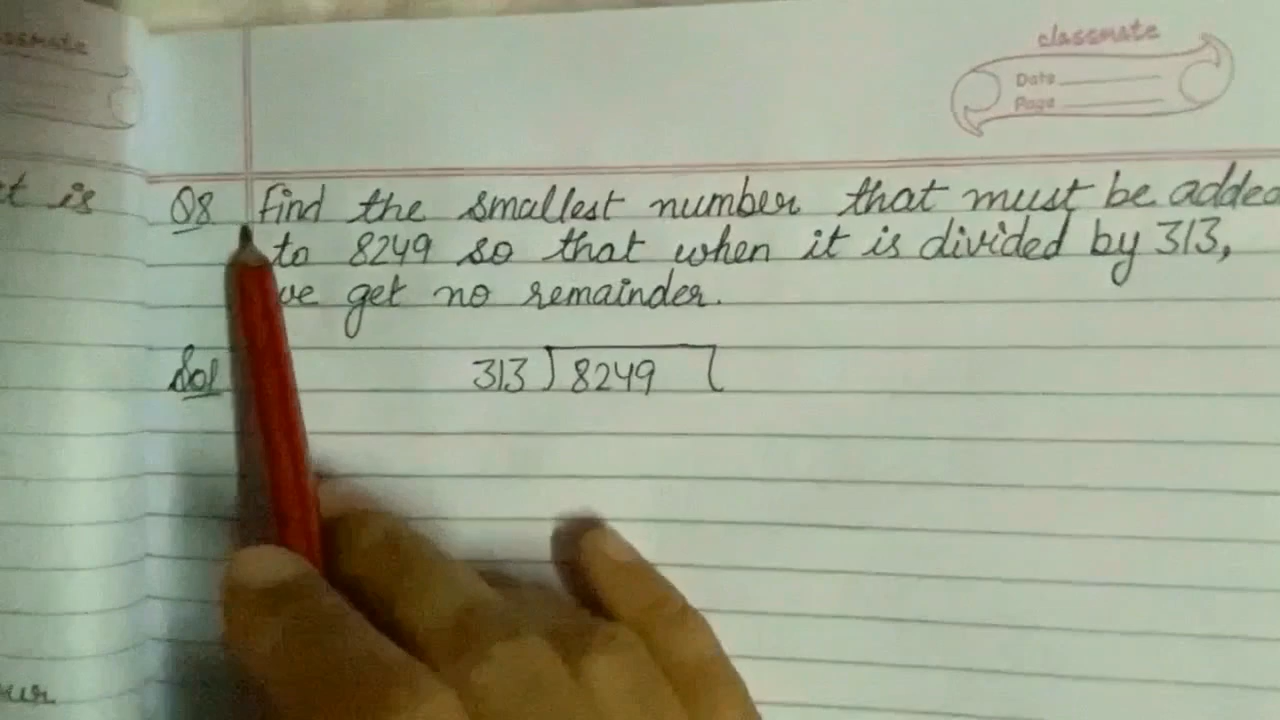 classmate
Date
Page
Q8 Find the smallest number that must be added
to 8249 so that when it is divided by 313,
we get no remainder.
Sol 313 ) 8249 (
is